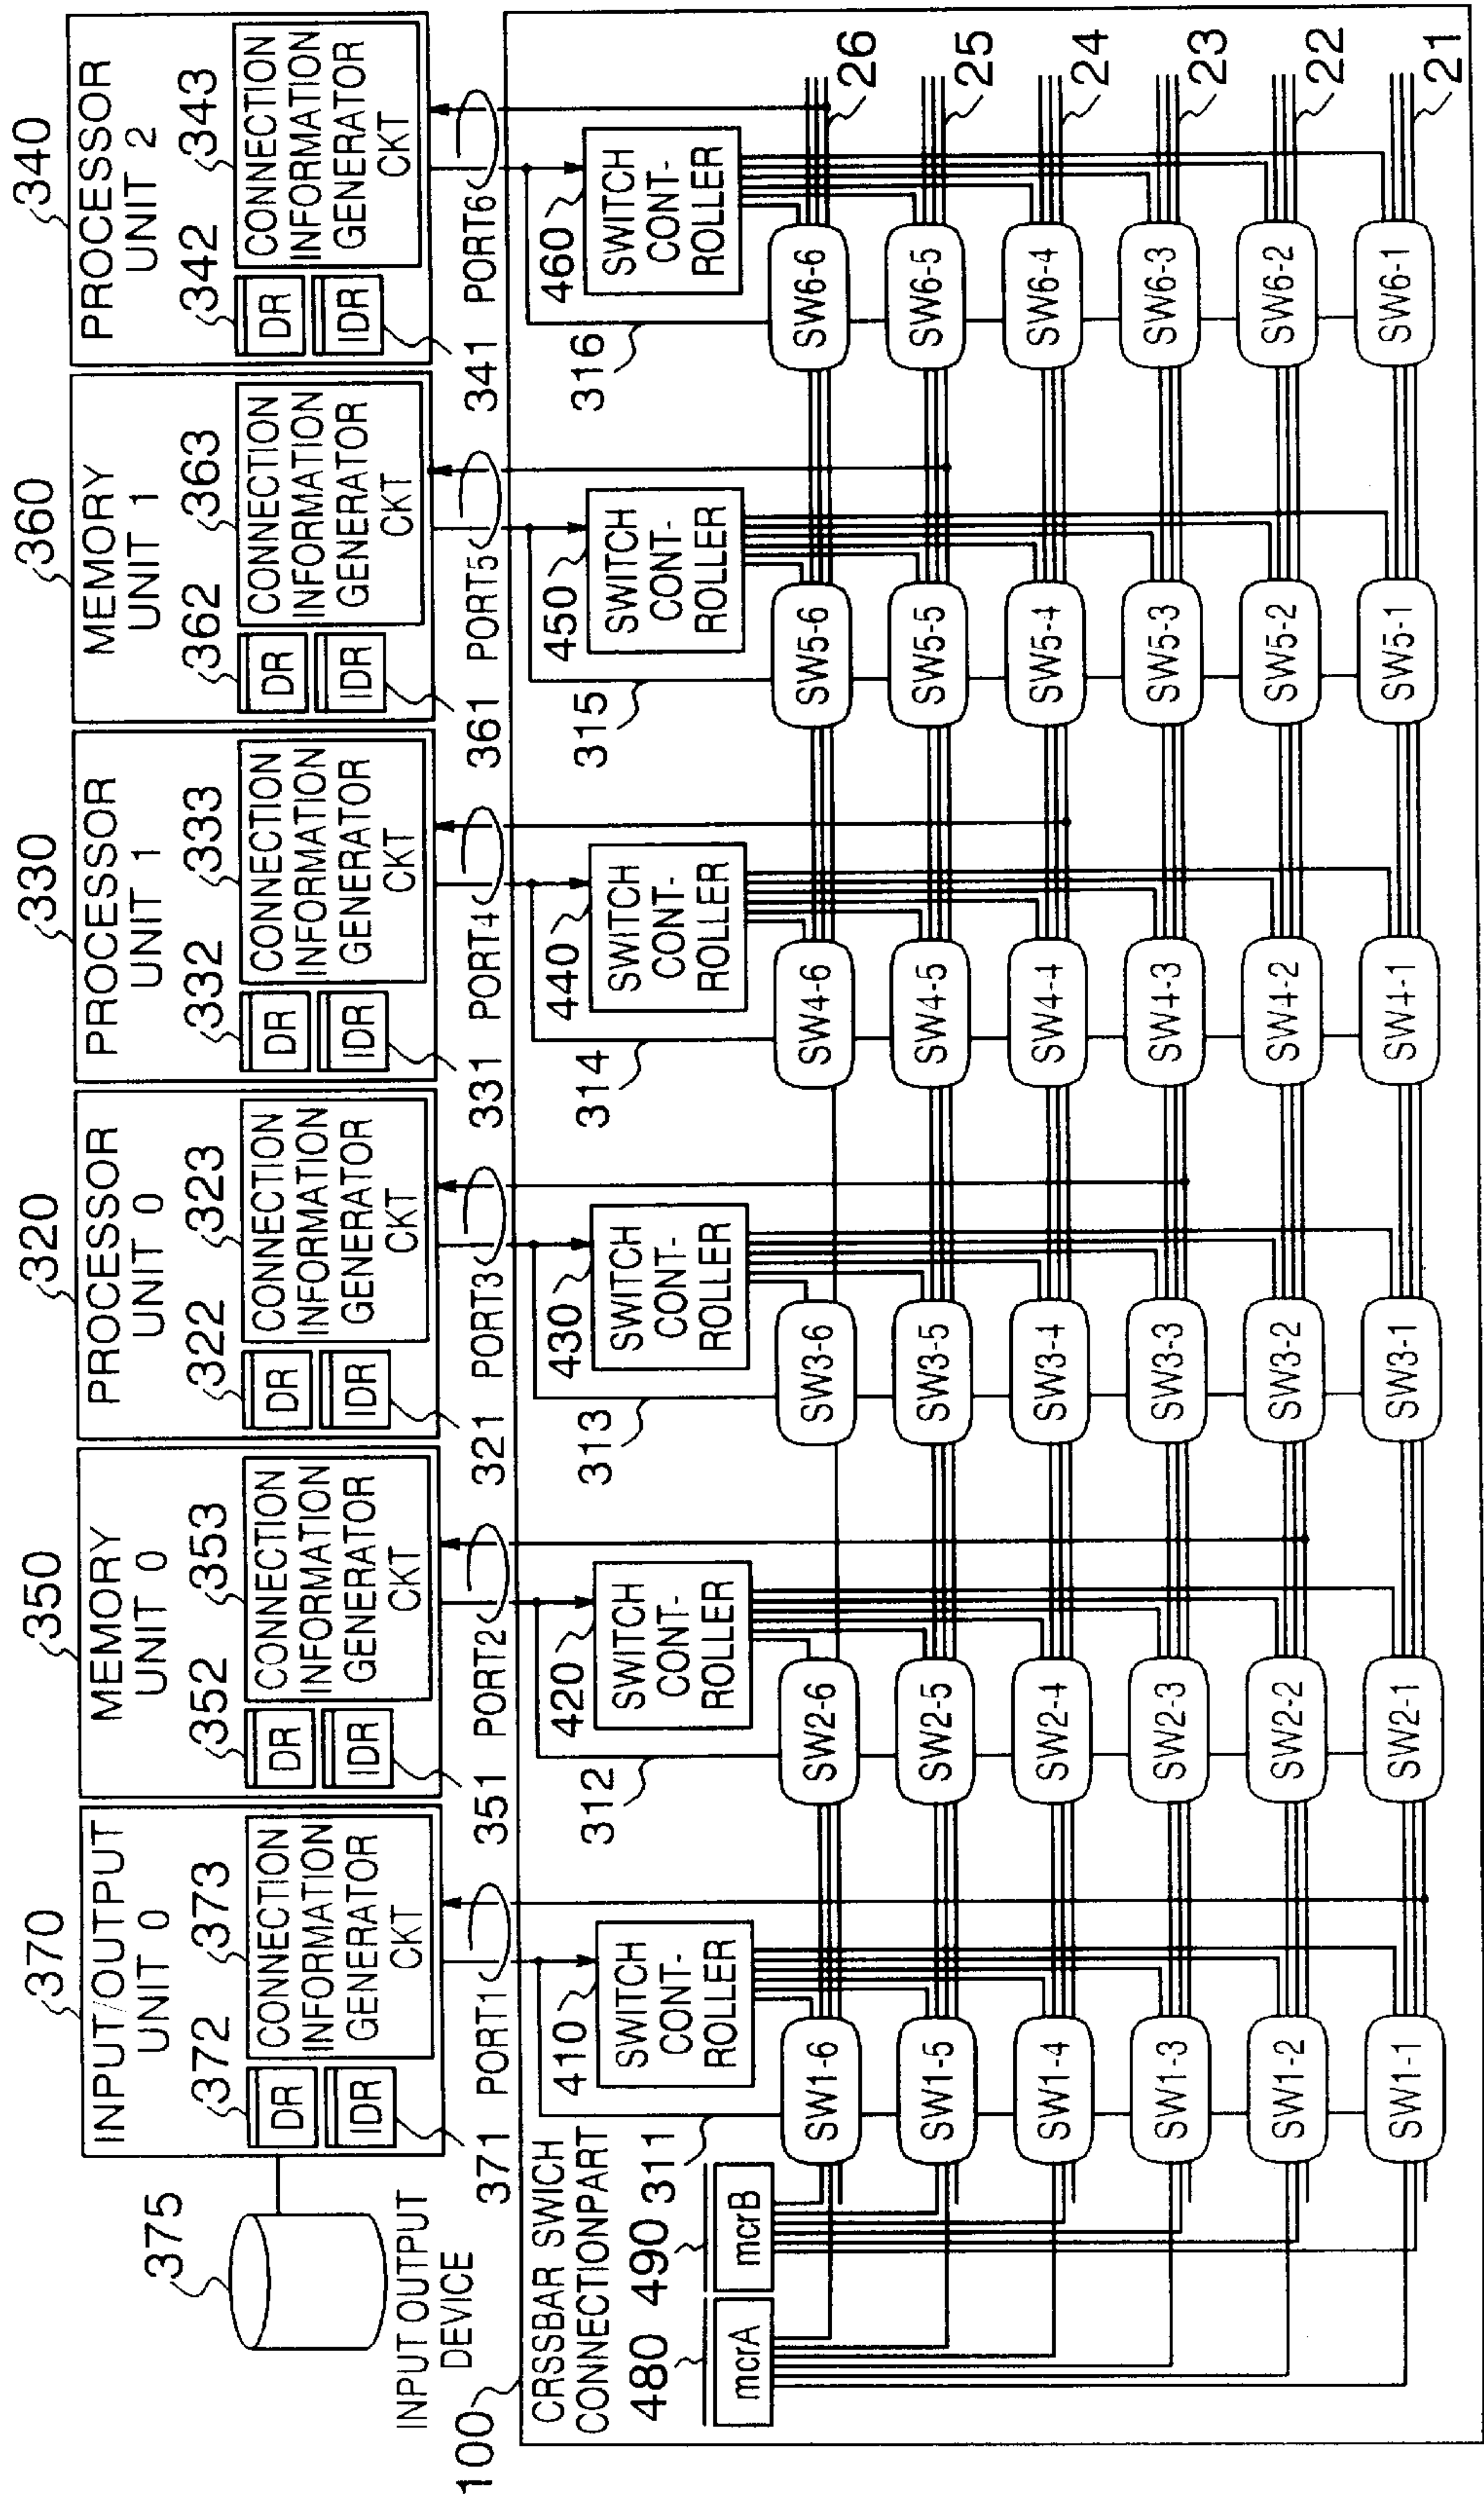 375
INPUT OUTPUT
DEVICE
370
INPUT/OUTPUT
UNIT 0
372
373
DR
IDR
CONNECTION
INFORMATION
GENERATOR
CKT
371
PORT1
350
MEMORY
UNIT 0
352
353
DR
IDR
CONNECTION
INFORMATION
GENERATOR
CKT
351
PORT2
320
PROCESSOR
UNIT 0
322
323
DR
IDR
CONNECTION
INFORMATION
GENERATOR
CKT
321
PORT3
330
PROCESSOR
UNIT 1
332
333
DR
IDR
CONNECTION
INFORMATION
GENERATOR
CKT
331
PORT4
360
MEMORY
UNIT 1
362
363
DR
IDR
CONNECTION
INFORMATION
GENERATOR
CKT
361
PORT5
340
PROCESSOR
UNIT 2
342
343
DR
IDR
CONNECTION
INFORMATION
GENERATOR
CKT
341
PORT6
100
CRSSBAR SWICH
CONNECTIONPART
480
mcrA
490
mcrB
311
410
SWITCH
CONT-
ROLLER
312
420
SWITCH
CONT-
ROLLER
313
430
SWITCH
CONT-
ROLLER
314
440
SWITCH
CONT-
ROLLER
315
450
SWITCH
CONT-
ROLLER
316
460
SWITCH
CONT-
ROLLER
SW1-6
SW2-6
SW3-6
SW4-6
SW5-6
SW6-6
26
SW1-5
SW2-5
SW3-5
SW4-5
SW5-5
SW6-5
25
SW1-4
SW2-4
SW3-4
SW4-4
SW5-4
SW6-4
24
SW1-3
SW2-3
SW3-3
SW4-3
SW5-3
SW6-3
23
SW1-2
SW2-2
SW3-2
SW4-2
SW5-2
SW6-2
22
SW1-1
SW2-1
SW3-1
SW4-1
SW5-1
SW6-1
21